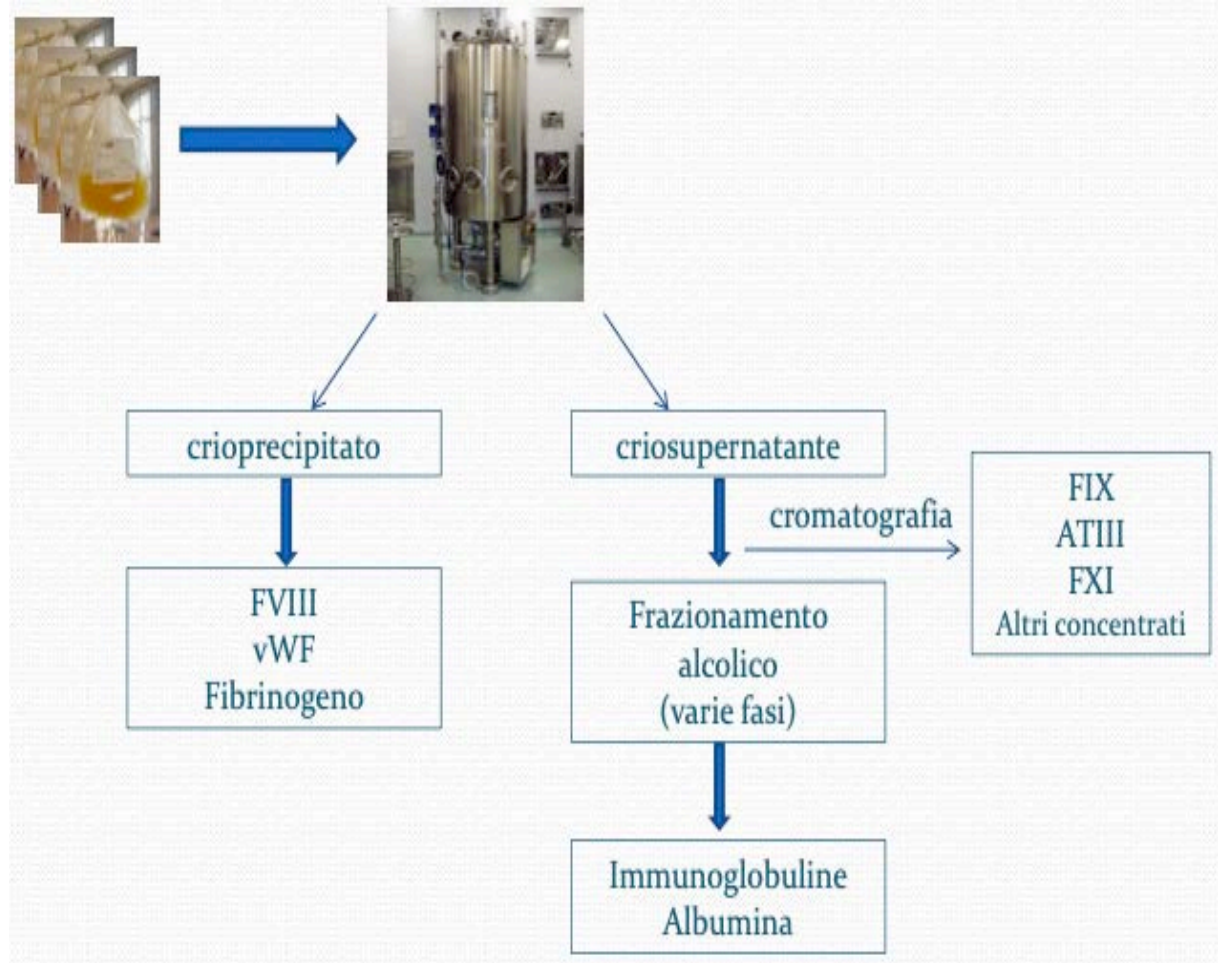 crioprecipitato
criosupernatante
cromatografia
FIX
ATIII
FXI
Altri concentrati
FVIII
vWF
Fibrinogeno
Frazionamento
alcolico
(varie fasi)
Immunoglobuline
Albumina